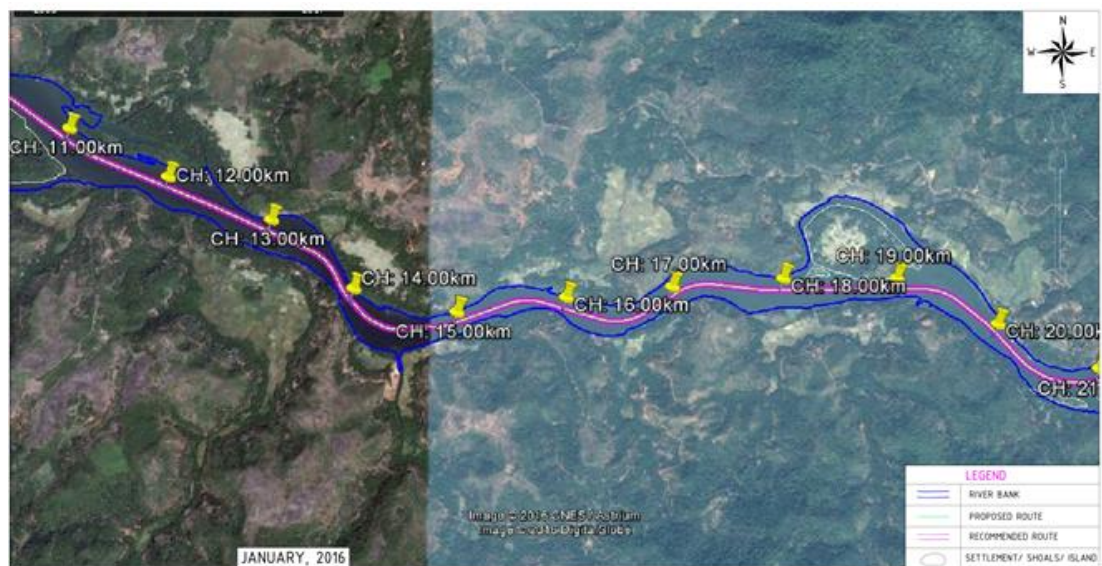 N
W E
S
CH: 11.00km
CH: 12.00km
CH: 13.00km
CH: 14.00km
CH: 15.00km
CH: 16.00km
CH: 17.00km
CH: 18.00km
CH: 19.00km
CH: 20.00k
CH: 21
LEGEND
RIVER BANK
PROPOSED ROUTE
RECOMMENDED ROUTE
SETTLEMENT/ SHOALS/ ISLAND
Image © 2016 CNES / Astrium
Image © 2016 DigitalGlobe
JANUARY, 2016